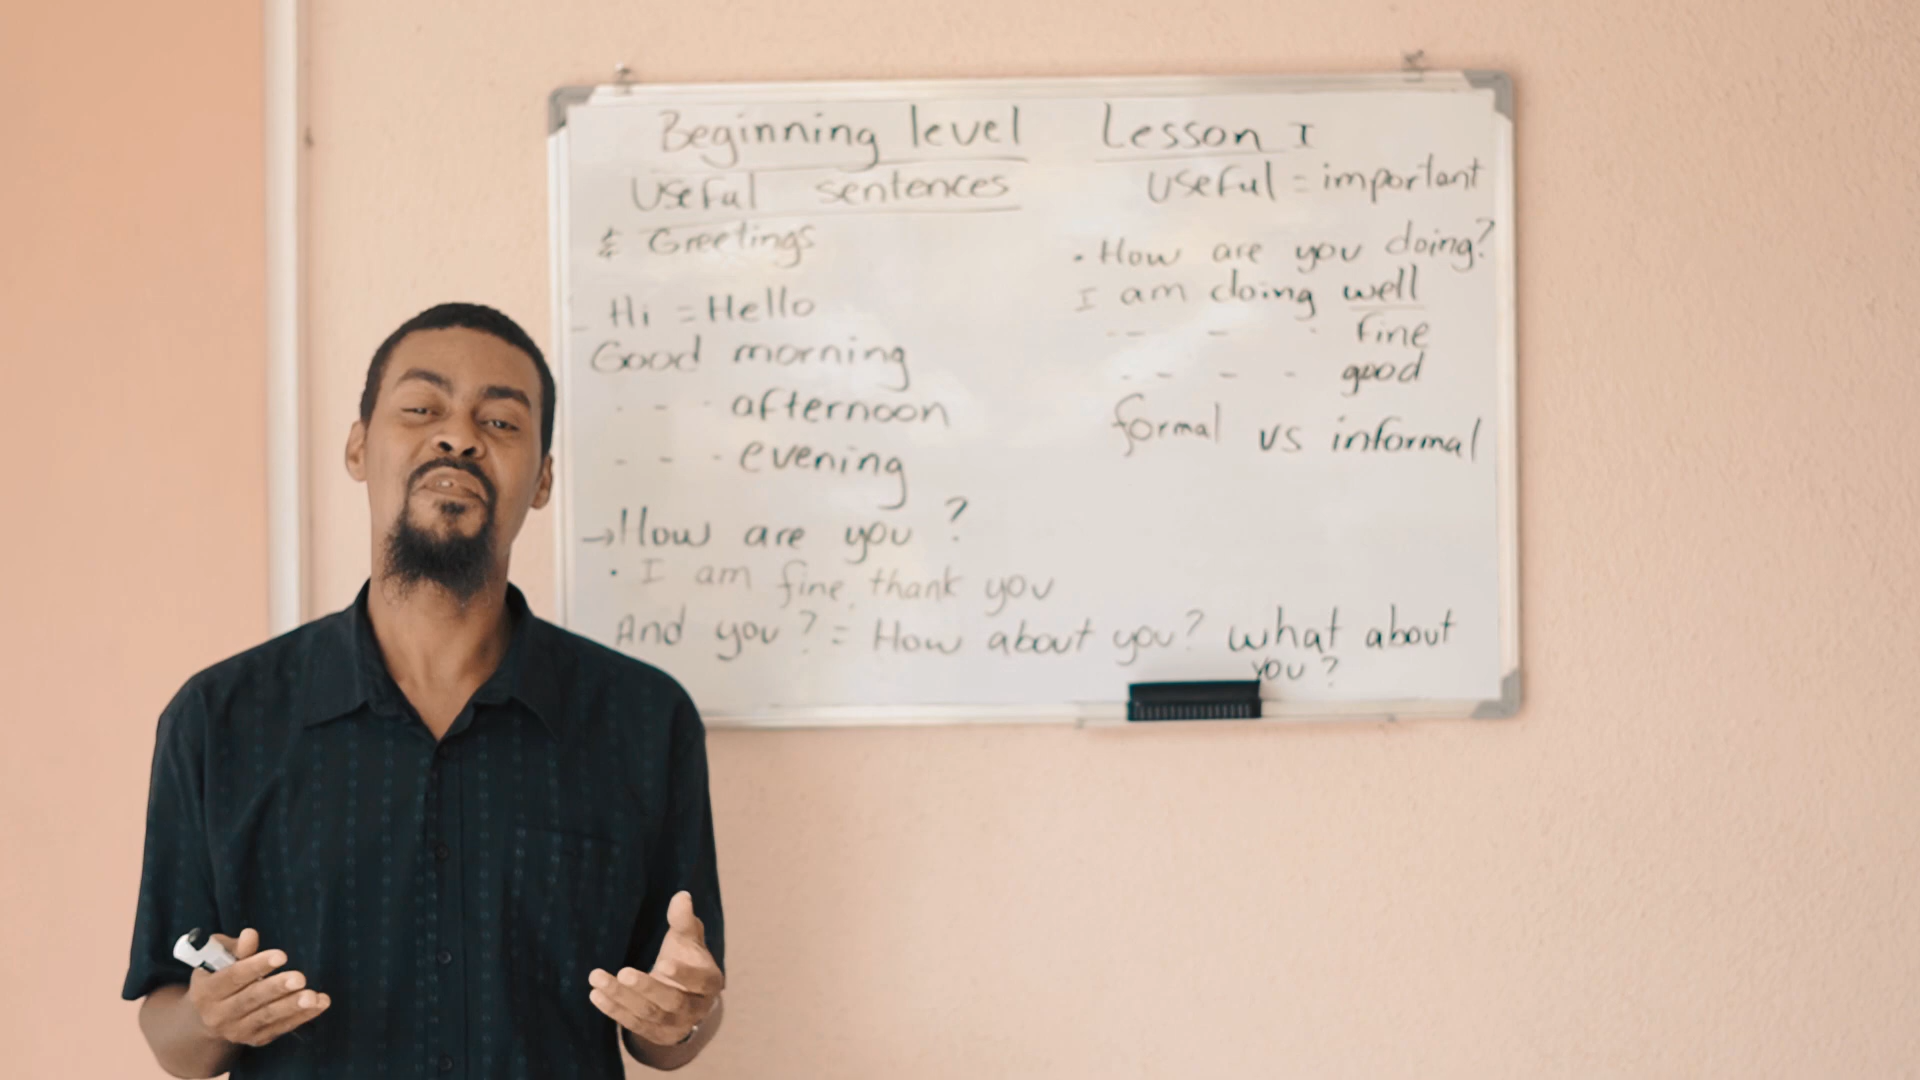 Beginning level Lesson I
Useful sentences
& Greetings
Hi = Hello
Good morning
- - - afternoon
- - - evening
→ How are you ?
· I am fine, thank you
And you ? = How about you? what about
you ?
Useful = important
· How are you doing?
I am doing well
-- - - fine
- - - - good
formal vs informal